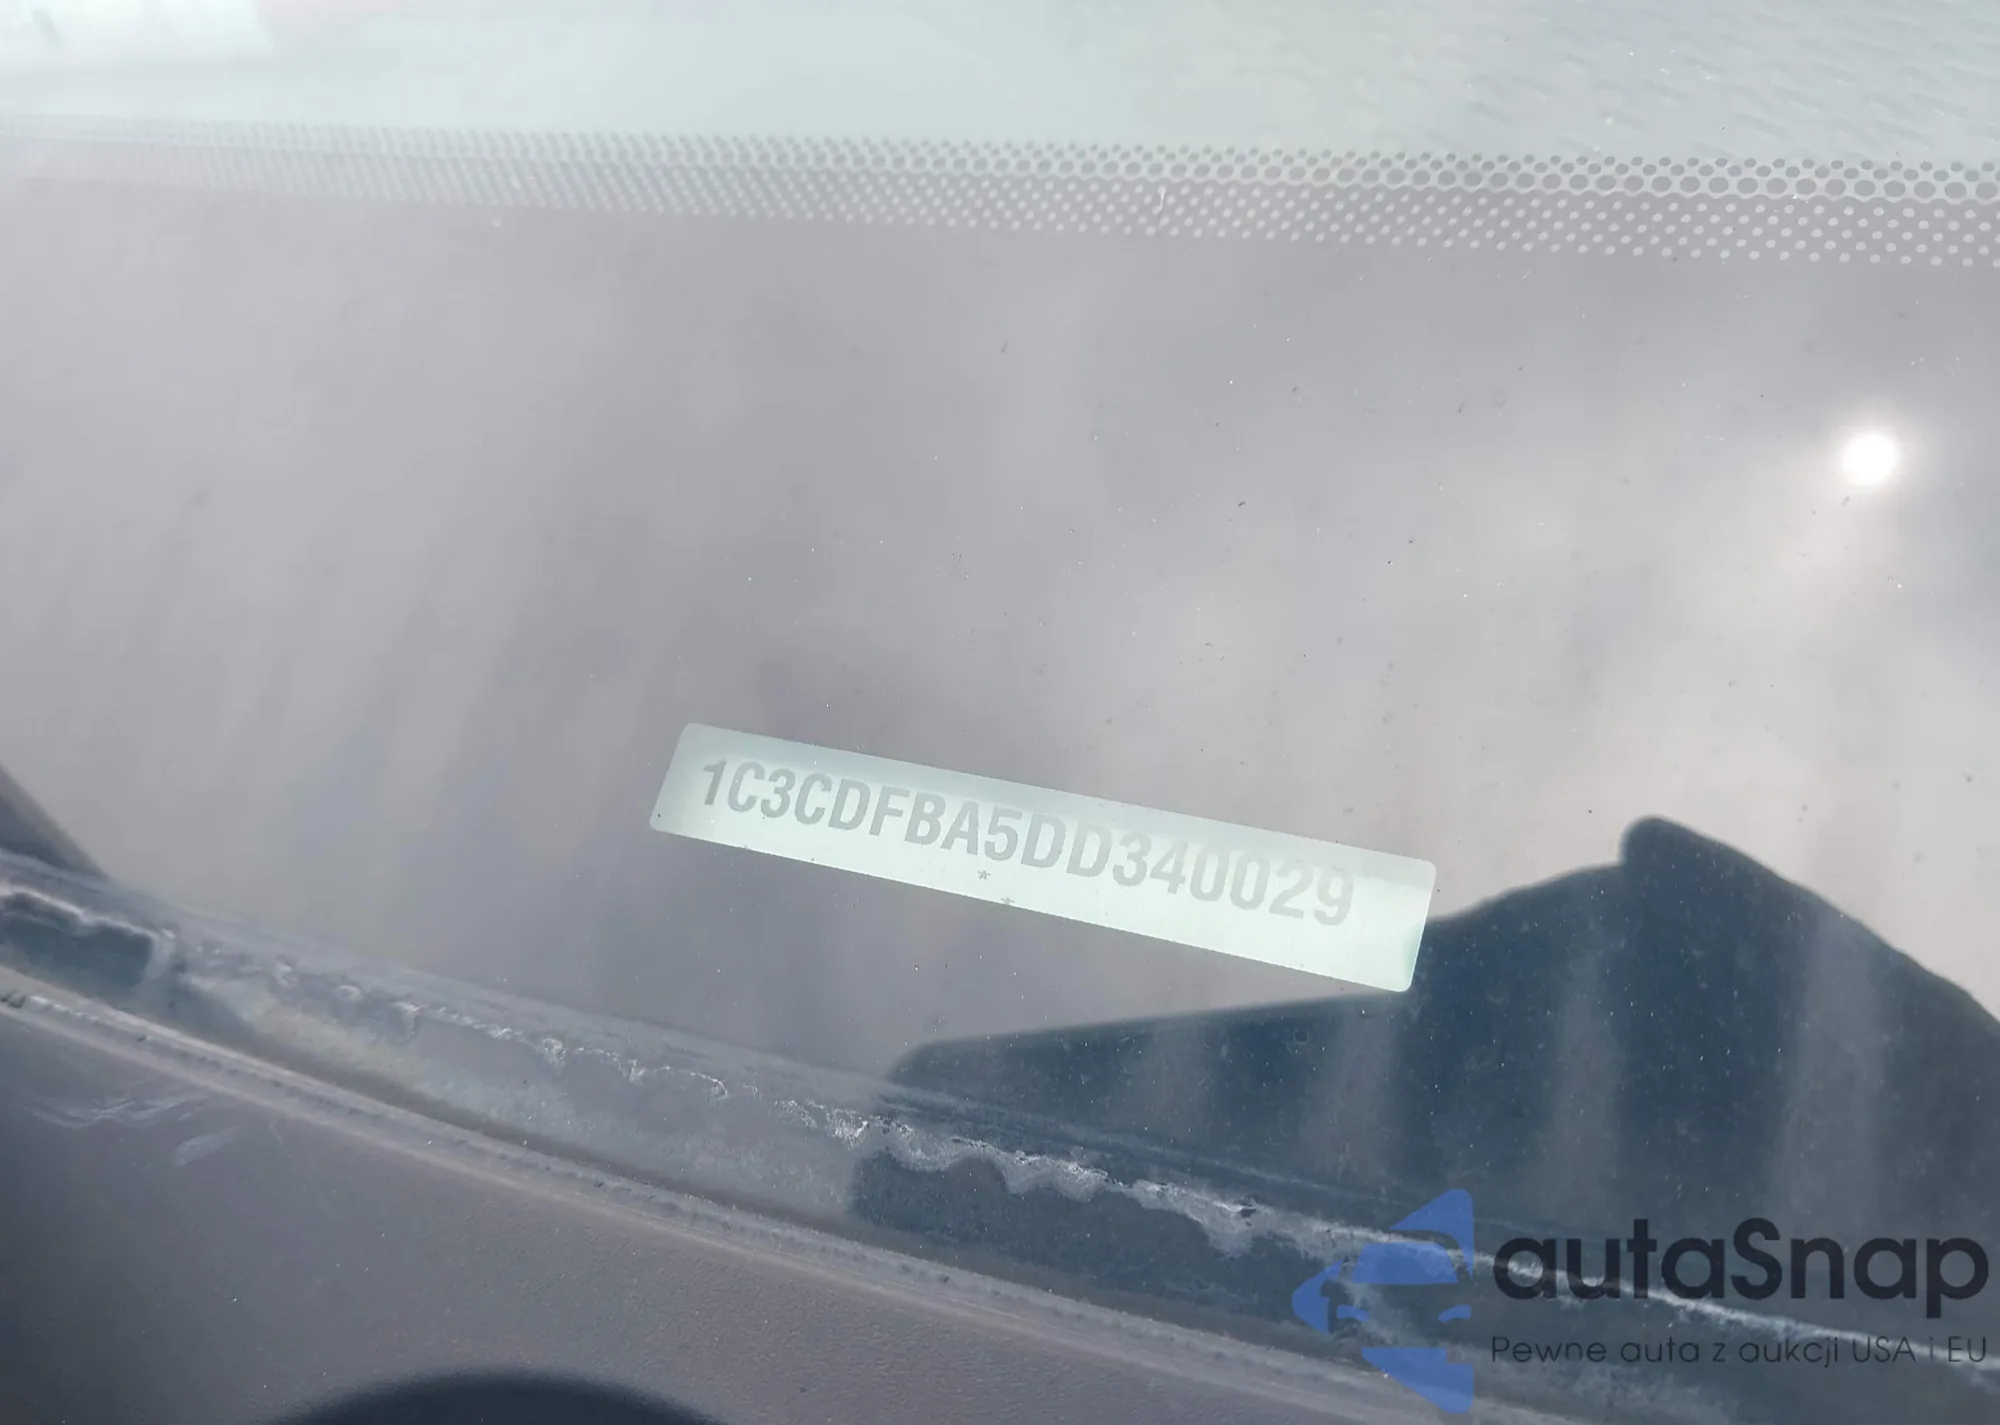 1C3CDFBA5DD340029
autaSnap
Pewne auta z aukcji USA i EU